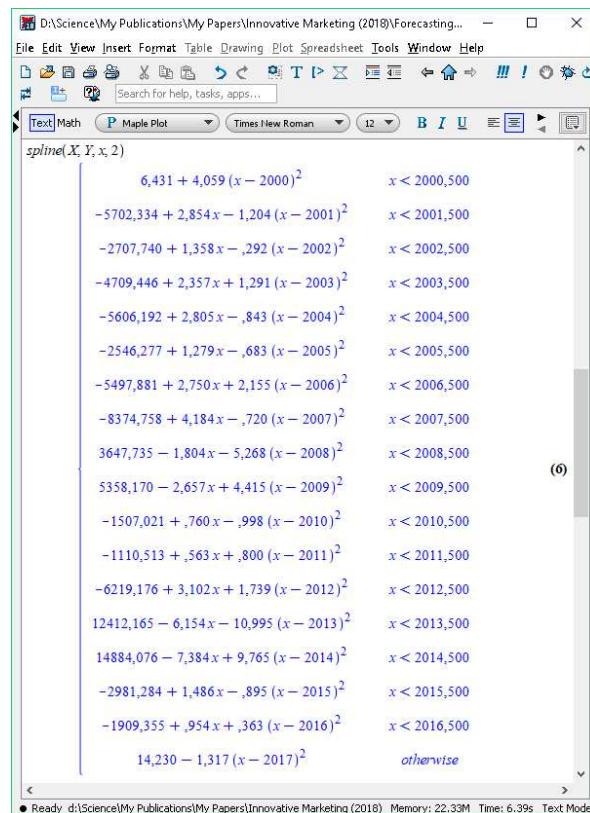 D:\Science\My Publications\My Papers\Innovative Marketing (2018)\Forecasting...
File Edit View Insert Format Table Drawing Plot Spreadsheet Tools Window Help
Search for help, tasks, apps...
Text Math P Maple Plot Times New Roman 12 B I U
spline(X, Y, x, 2)
6,431 + 4,059 (x − 2000)² x < 2000,500
−5702,334 + 2,854 x − 1,204 (x − 2001)² x < 2001,500
−2707,740 + 1,358 x − ,292 (x − 2002)² x < 2002,500
−4709,446 + 2,357 x + 1,291 (x − 2003)² x < 2003,500
−5606,192 + 2,805 x − ,843 (x − 2004)² x < 2004,500
−2546,277 + 1,279 x − ,683 (x − 2005)² x < 2005,500
−5497,881 + 2,750 x + 2,155 (x − 2006)² x < 2006,500
−8374,758 + 4,184 x − ,720 (x − 2007)² x < 2007,500
3647,735 − 1,804 x − 5,268 (x − 2008)² x < 2008,500
5358,170 − 2,657 x + 4,415 (x − 2009)² x < 2009,500
(6)
−1507,021 + ,760 x − ,998 (x − 2010)² x < 2010,500
−1110,513 + ,563 x + ,800 (x − 2011)² x < 2011,500
−6219,176 + 3,102 x + 1,739 (x − 2012)² x < 2012,500
12412,165 − 6,154 x − 10,995 (x − 2013)² x < 2013,500
14884,076 − 7,384 x + 9,765 (x − 2014)² x < 2014,500
−2981,284 + 1,486 x − ,895 (x − 2015)² x < 2015,500
−1909,355 + ,954 x + ,363 (x − 2016)² x < 2016,500
14,230 − 1,317 (x − 2017)² otherwise
Ready d:\Science\My Publications\My Papers\Innovative Marketing (2018) Memory: 22.33M Time: 6.39s Text Mode